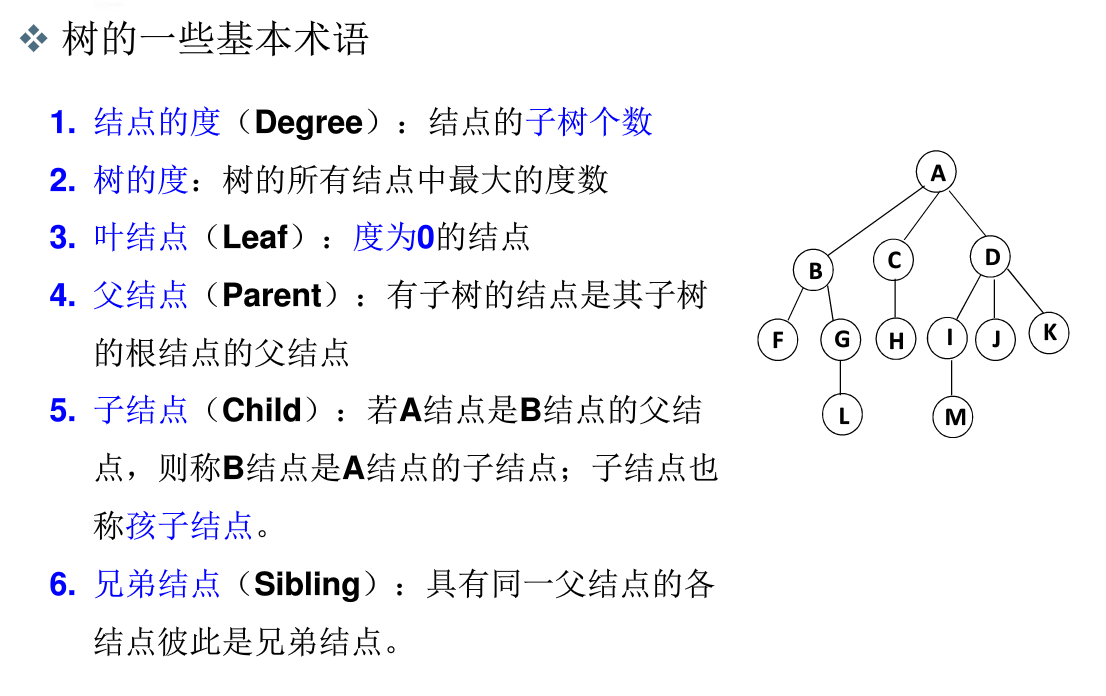 ❖ 树的一些基本术语
1. 结点的度（Degree）：结点的子树个数
2. 树的度：树的所有结点中最大的度数
3. 叶结点（Leaf）：度为0的结点
4. 父结点（Parent）：有子树的结点是其子树
的根结点的父结点
5. 子结点（Child）：若A结点是B结点的父结
点，则称B结点是A结点的子结点；子结点也
称孩子结点。
6. 兄弟结点（Sibling）：具有同一父结点的各
结点彼此是兄弟结点。
A
B C D
F G H I J K
L M